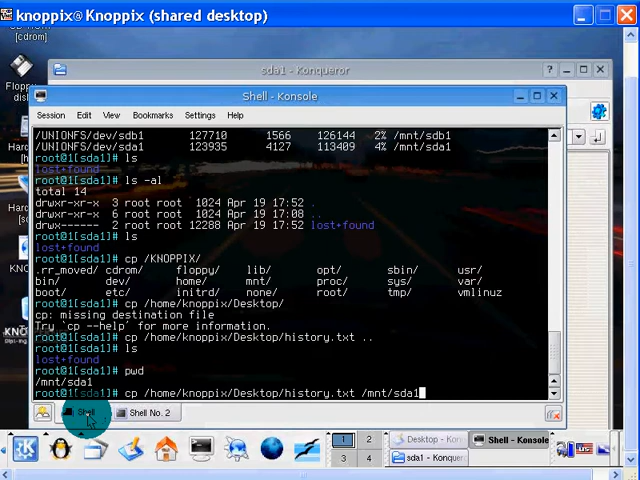 knoppix@ Knoppix (shared desktop)
[cdrom]
Flopp
dis
sda1 - Konqueror
Shell - Konsole
Session Edit View Bookmarks Settings Help
/UNIONFS/dev/sdb1 127710 1566 126144 2% /mnt/sdb1
/UNIONFS/dev/sda1 123935 4127 113409 4% /mnt/sda1
root@1[sda1]# ls
lost+found
root@1[sda1]# ls -al
total 14
drwxr-xr-x 3 root root 1024 Apr 19 17:52 .
drwxr-xr-x 6 root root 1024 Apr 19 17:08 ..
drwx------ 2 root root 12288 Apr 19 17:52 lost+found
root@1[sda1]# ls
lost+found
root@1[sda1]# cp /KNOPPIX/
.rr_moved/ cdrom/ floppy/ lib/ opt/ sbin/ usr/
bin/ dev/ home/ mnt/ proc/ sys/ var/
boot/ etc/ initrd/ none/ root/ tmp/ vmlinuz
root@1[sda1]# cp /home/knoppix/Desktop/
cp: missing destination file
Try `cp --help' for more information.
root@1[sda1]# cp /home/knoppix/Desktop/history.txt ..
root@1[sda1]# ls
lost+found
root@1[sda1]# pwd
/mnt/sda1
root@1[sda1]# cp /home/knoppix/Desktop/history.txt /mnt/sda1
Shell Shell No. 2
1 2 Desktop - Kon Shell - Konsole
3 4 sda1 - Konquero